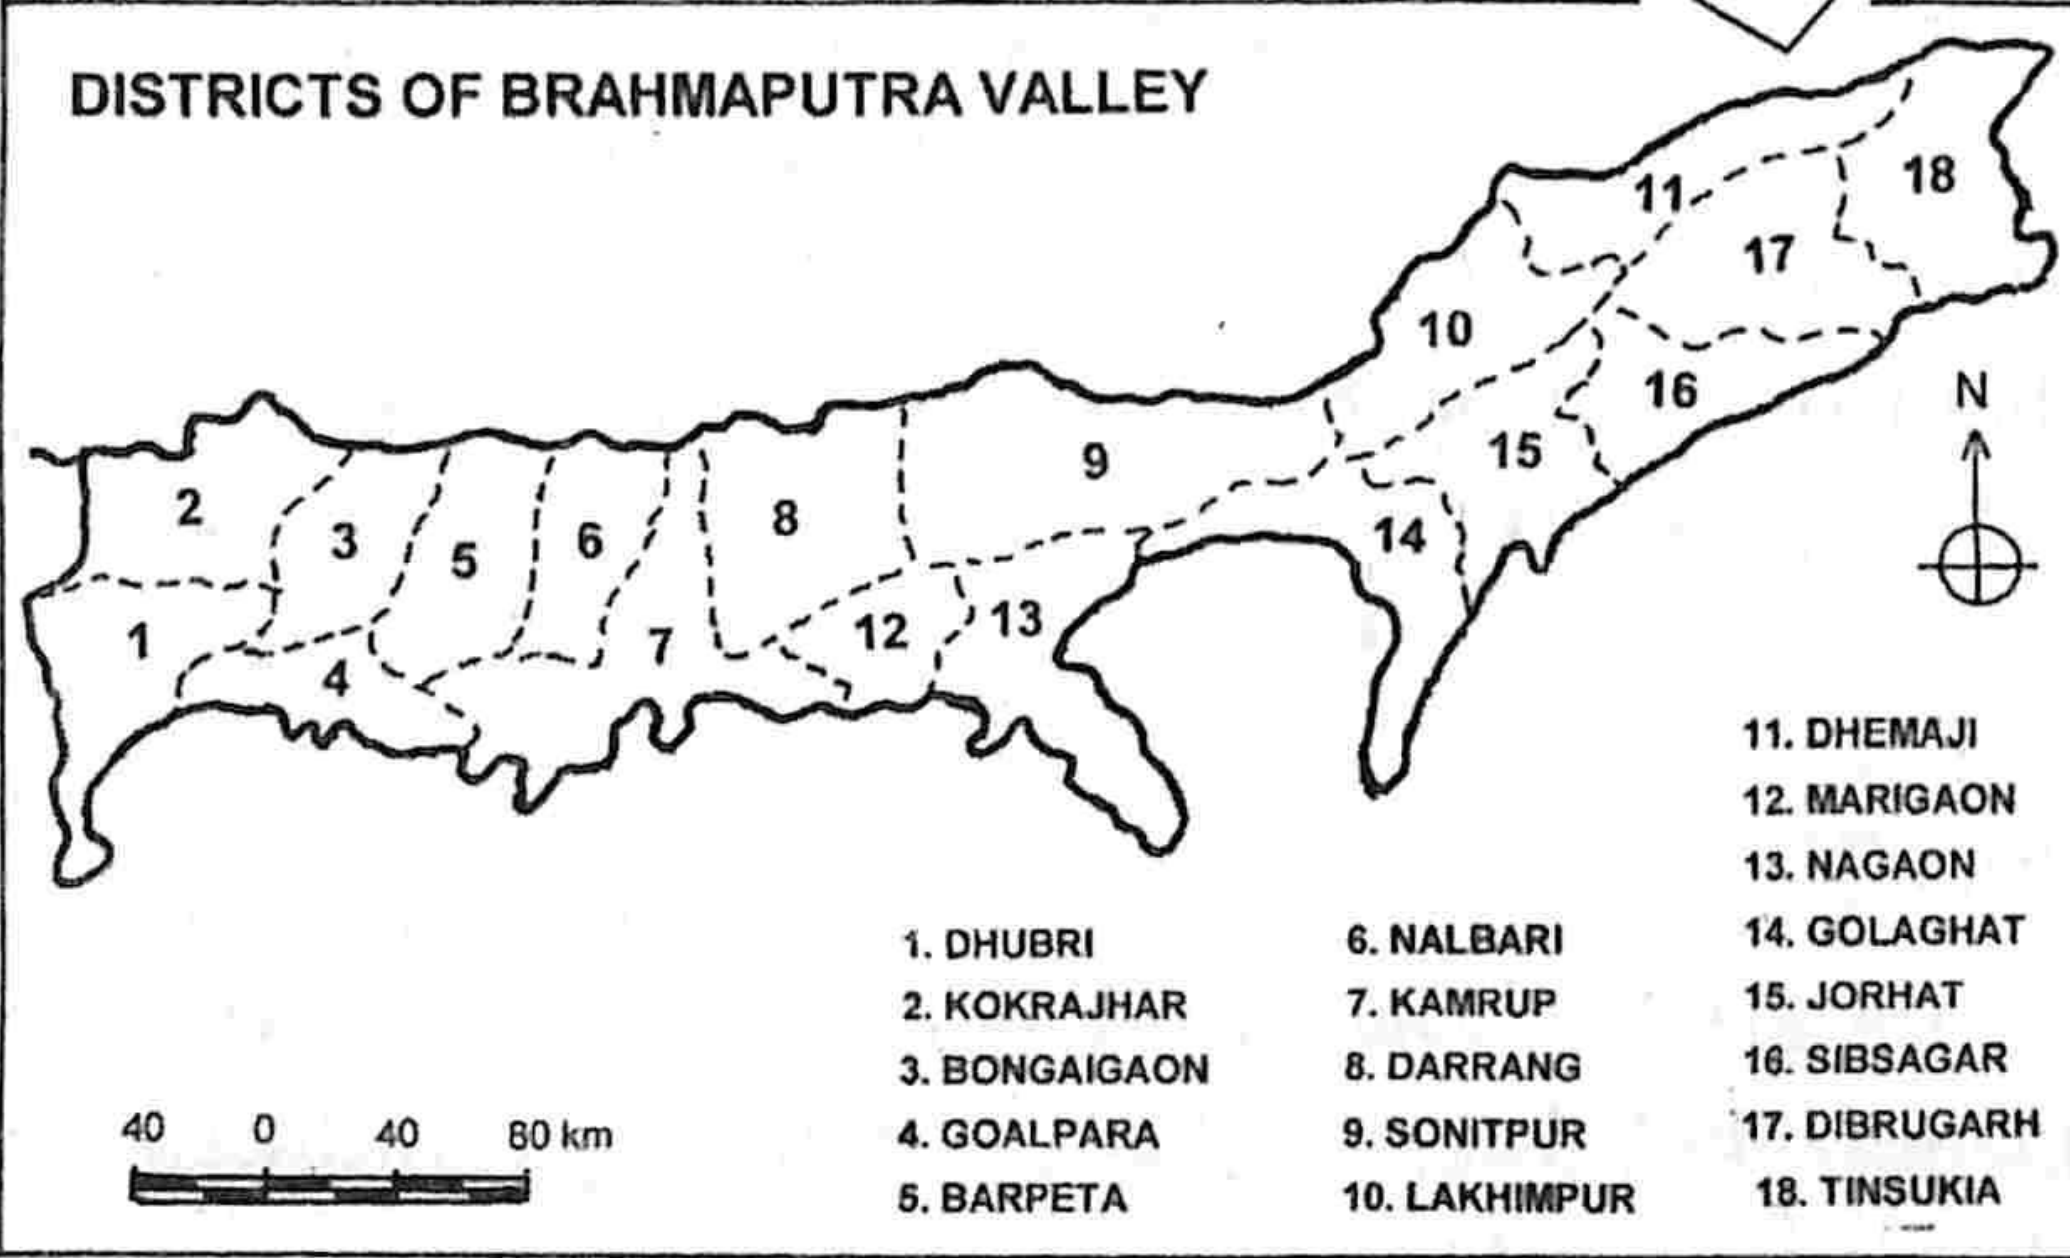 DISTRICTS OF BRAHMAPUTRA VALLEY
18
11
17
10
16
N
9
15
2
8
14
3
6
5
13
12
1
7
4
11. DHEMAJI
12. MARIGAON
13. NAGAON
14. GOLAGHAT
15. JORHAT
16. SIBSAGAR
17. DIBRUGARH
18. TINSUKIA
1. DHUBRI
2. KOKRAJHAR
3. BONGAIGAON
4. GOALPARA
5. BARPETA
6. NALBARI
7. KAMRUP
8. DARRANG
9. SONITPUR
10. LAKHIMPUR
40 0 40 80 km